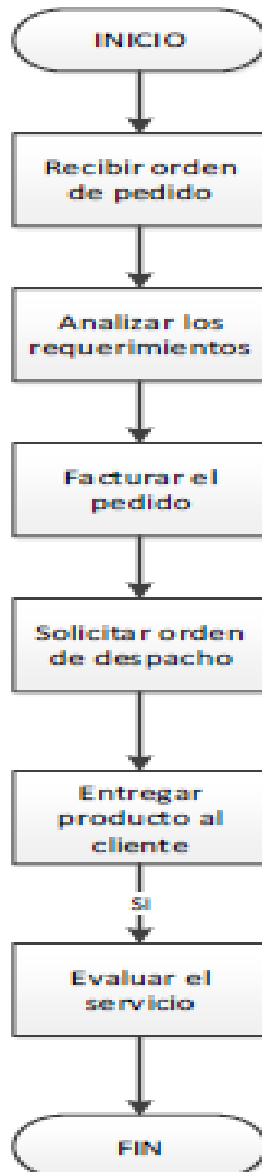 INICIO
Recibir orden
de pedido
Analizar los
requerimientos
Facturar el
pedido
Solicitar orden
de despacho
Entregar
producto al
cliente
SI
Evaluar el
servicio
FIN